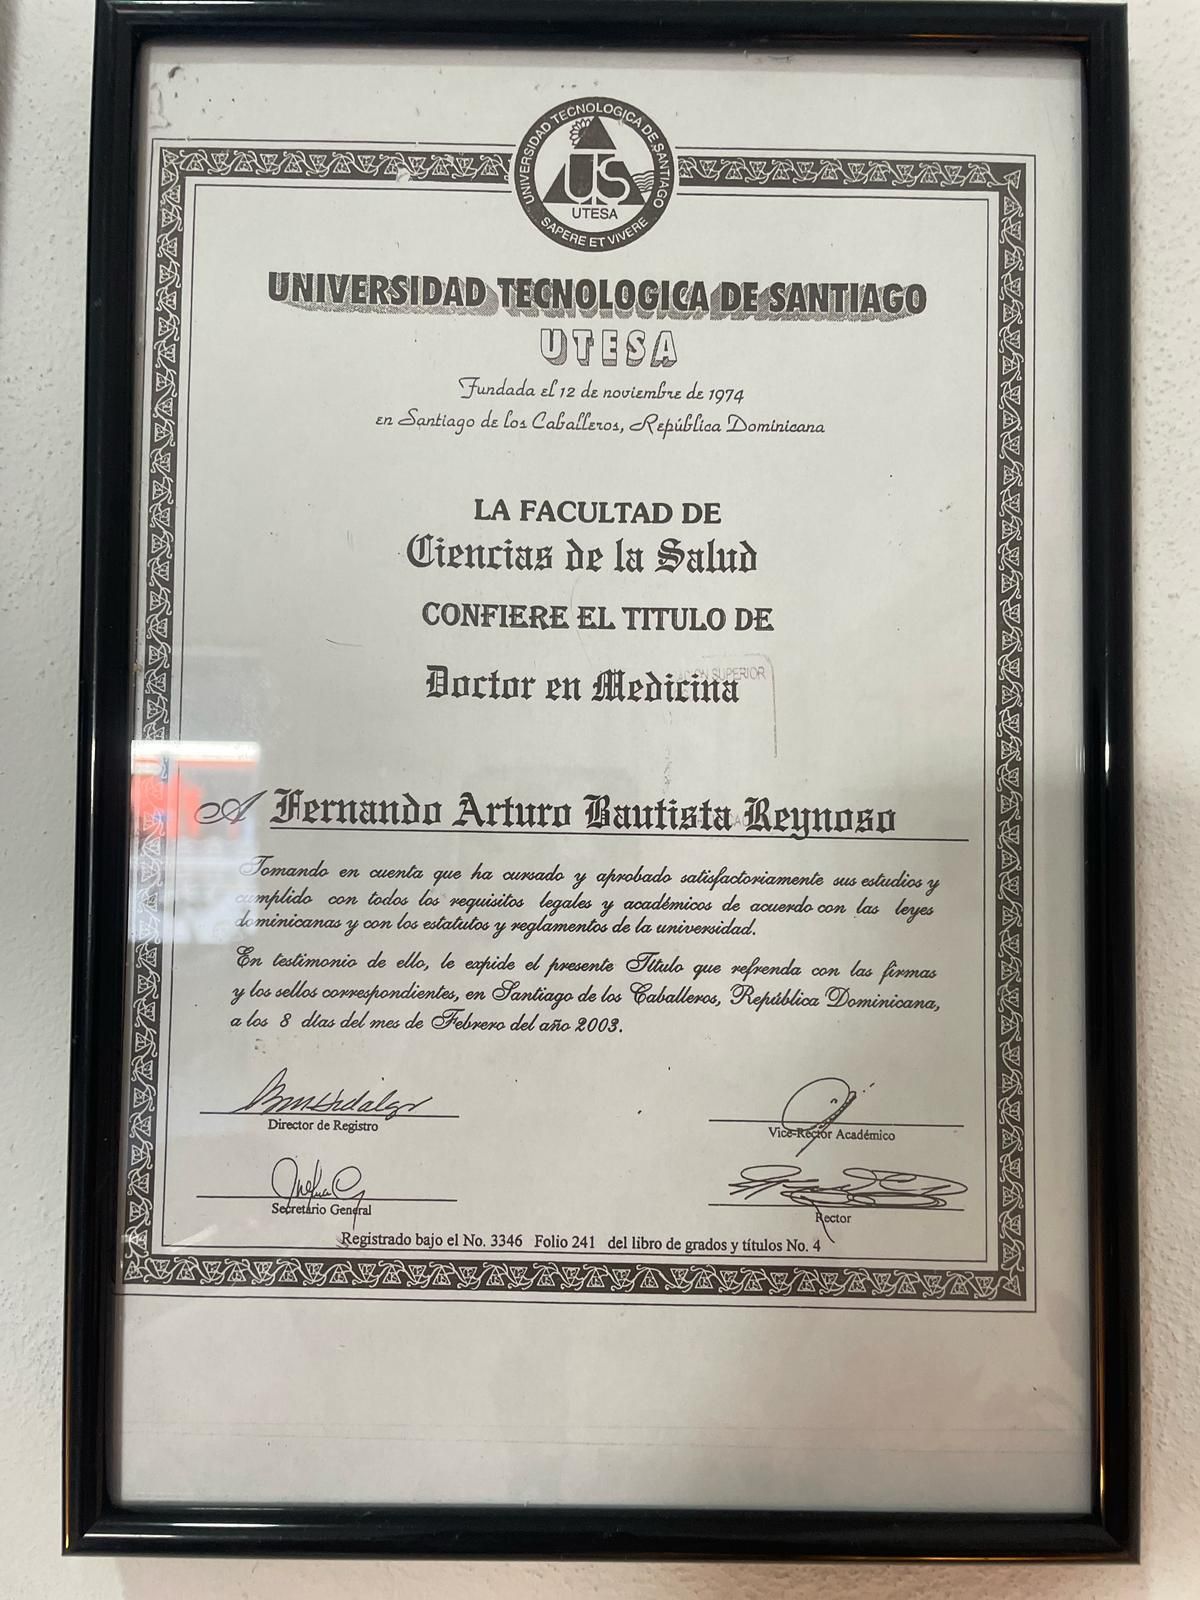 UNIVERSIDAD TECNOLOGICA DE SANTIAGO
UTS
UTESA
SAPERE ET VIVERE
UNIVERSIDAD TECNOLOGICA DE SANTIAGO
UTESA
Fundada el 12 de noviembre de 1974
en Santiago de los Caballeros, República Dominicana
LA FACULTAD DE
Ciencias de la Salud
CONFIERE EL TITULO DE
SUPERIOR
Doctor en Medicina
A Fernando Arturo Bautista Reynoso
Tomando en cuenta que ha cursado y aprobado satisfactoriamente sus estudios y
cumplido con todos los requisitos legales y académicos de acuerdo con las leyes
dominicanas y con los estatutos y reglamentos de la universidad.
En testimonio de ello, le expide el presente Título que refrenda con las firmas
y los sellos correspondientes, en Santiago de los Caballeros, República Dominicana,
a los 8 días del mes de Febrero del año 2003.
Director de Registro
Vice-Rector Académico
Secretario General
Rector
Registrado bajo el No. 3346 Folio 241 del libro de grados y títulos No. 4